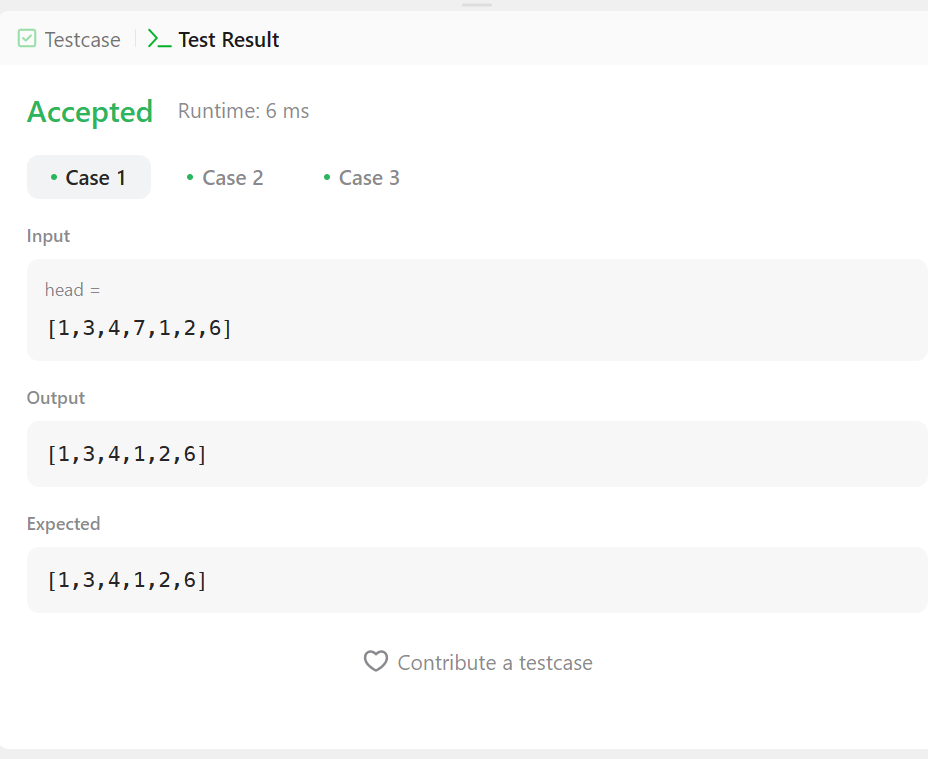 Testcase Test Result
Accepted Runtime: 6 ms
Case 1 Case 2 Case 3
Input
head =
[1,3,4,7,1,2,6]
Output
[1,3,4,1,2,6]
Expected
[1,3,4,1,2,6]
Contribute a testcase